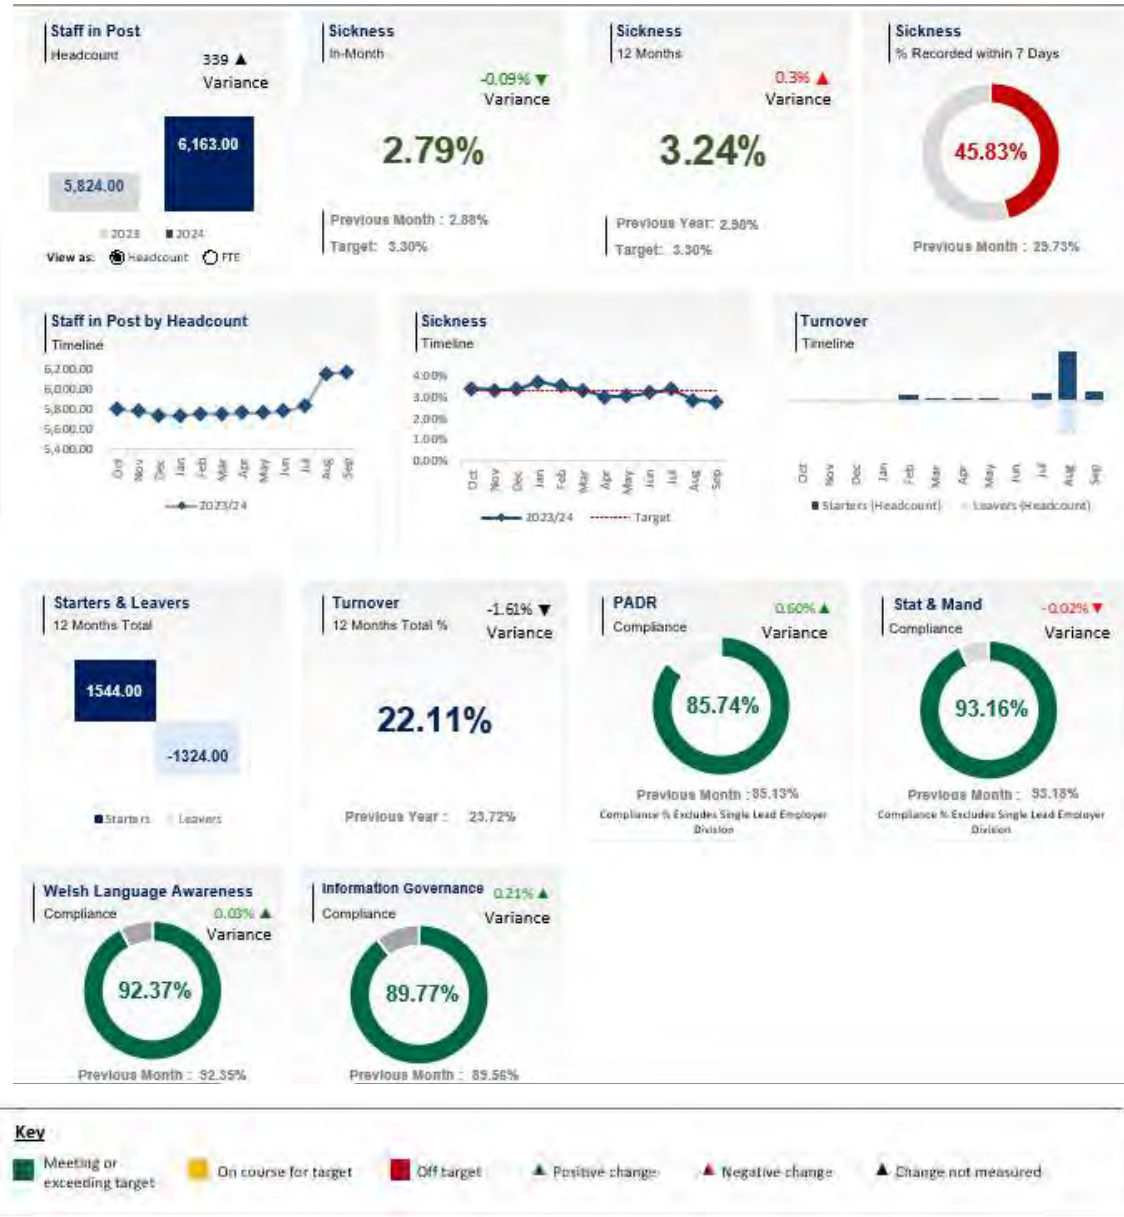 Staff in Post
Headcount
339 ▲
Variance
6,163.00
5,824.00
2023 2024
View as: Headcount FTE
Sickness
In-Month
-0.09% ▼
Variance
2.79%
Previous Month : 2.88%
Target: 3.30%
Sickness
12 Months
0.3% ▲
Variance
3.24%
Previous Year: 2.90%
Target: 3.30%
Sickness
% Recorded within 7 Days
45.83%
Previous Month : 29.73%
Staff in Post by Headcount
Timeline
6,200.00
6,000.00
5,800.00
5,600.00
5,400.00
Oct Nov Dec Jan Feb Mar Apr May Jun Jul Aug Sep
2023/24
Sickness
Timeline
4.00%
3.00%
2.00%
1.00%
0.00%
Oct Nov Dec Jan Feb Mar Apr May Jun Jul Aug Sep
2023/24 Target
Turnover
Timeline
Oct Nov Dec Jan Feb Mar Apr May Jun Jul Aug Sep
Starters (Headcount) Leavers (Headcount)
Starters & Leavers
12 Months Total
1544.00
-1324.00
Starters Leavers
Turnover
12 Months Total %
-1.61% ▼
Variance
22.11%
Previous Year : 23.72%
PADR
Compliance
0.60% ▲
Variance
85.74%
Previous Month : 85.13%
Compliance % Excludes Single Lead Employer
Division
Stat & Mand
Compliance
-0.02% ▼
Variance
93.16%
Previous Month : 93.18%
Compliance % Excludes Single Lead Employer
Division
Welsh Language Awareness
Compliance
0.03% ▲
Variance
92.37%
Previous Month : 92.35%
Information Governance
Compliance
0.21% ▲
Variance
89.77%
Previous Month : 89.56%
Key
Meeting or
exceeding target
On course for target
Off target
▲ Positive change
▲ Negative change
▲ Change not measured